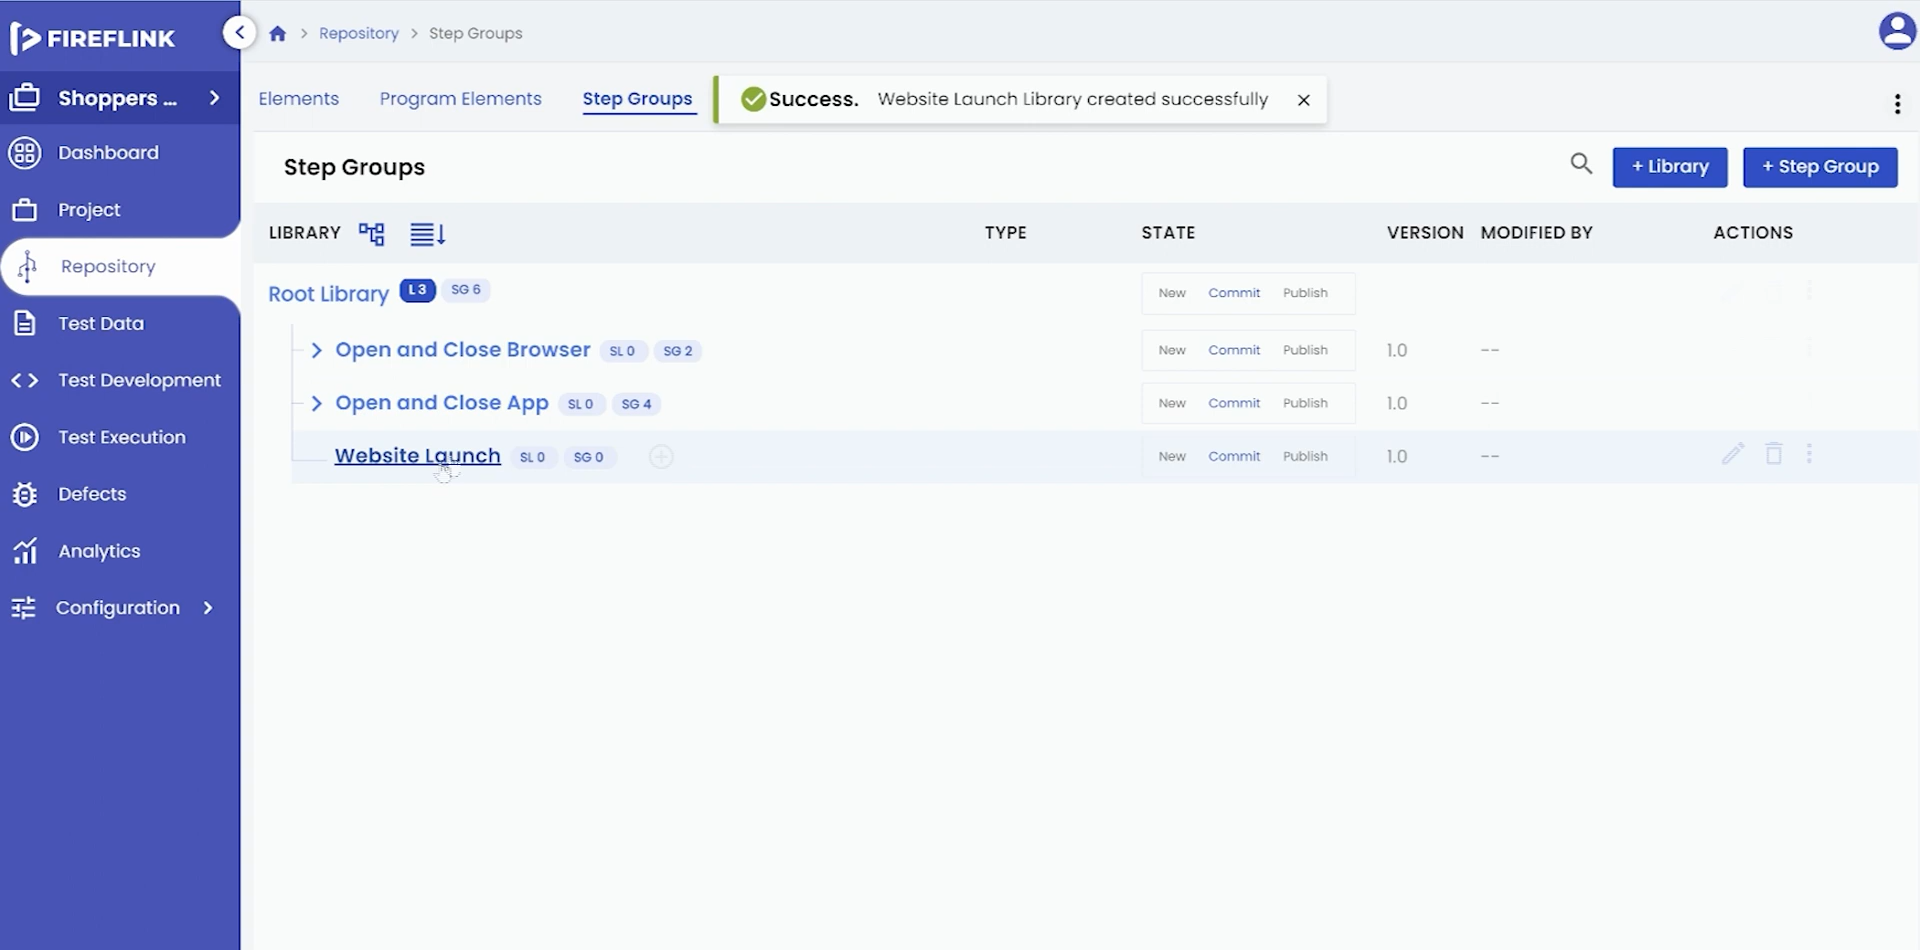 FIREFLINK
Repository
Step Groups
Shoppers ...
Elements
Program Elements
Step Groups
Success. Website Launch Library created successfully
Dashboard
Project
Repository
Test Data
Test Development
Test Execution
Defects
Analytics
Configuration
Step Groups
+ Library
+ Step Group
LIBRARY TYPE STATE VERSION MODIFIED BY ACTIONS
Root Library L 3 SG 6 New Commit Publish
Open and Close Browser SL 0 SG 2 New Commit Publish 1.0 --
Open and Close App SL 0 SG 4 New Commit Publish 1.0 --
Website Launch SL 0 SG 0 New Commit Publish 1.0 --